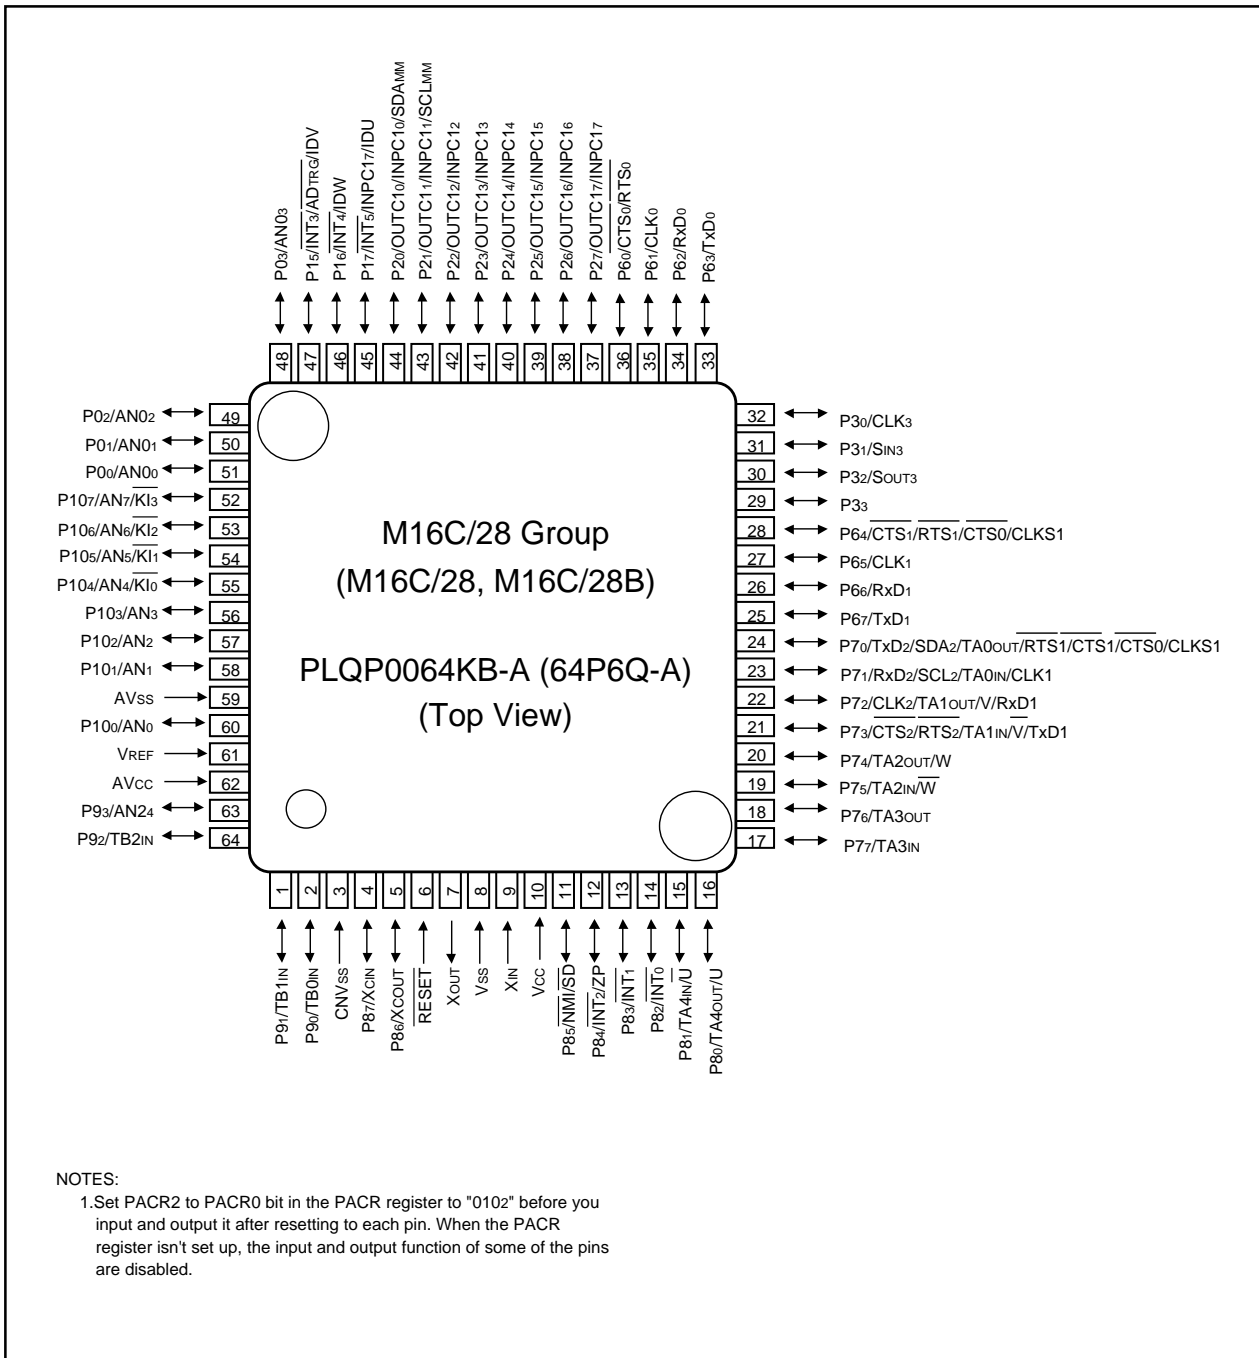 P03/AN03
P15/INT3/ADTRG/IDV
P16/INT4/IDW
P17/INT5/INPC17/IDU
P20/OUTC10/INPC10/SDAMM
P21/OUTC11/INPC11/SCLMM
P22/OUTC12/INPC12
P23/OUTC13/INPC13
P24/OUTC14/INPC14
P25/OUTC15/INPC15
P26/OUTC16/INPC16
P27/OUTC17/INPC17
P60/CTS0/RTS0
P61/CLK0
P62/RxD0
P63/TxD0
48 47 46 45 44 43 42 41 40 39 38 37 36 35 34 33
P02/AN02 49
P01/AN01 50
P00/AN00 51
P107/AN7/KI3 52
P106/AN6/KI2 53
P105/AN5/KI1 54
P104/AN4/KI0 55
P103/AN3 56
P102/AN2 57
P101/AN1 58
AVSS 59
P100/AN0 60
VREF 61
AVCC 62
P93/AN24 63
P92/TB2IN 64
M16C/28 Group
(M16C/28, M16C/28B)
PLQP0064KB-A (64P6Q-A)
(Top View)
32 P30/CLK3
31 P31/SIN3
30 P32/SOUT3
29 P33
28 P64/CTS1/RTS1/CTS0/CLKS1
27 P65/CLK1
26 P66/RxD1
25 P67/TxD1
24 P70/TxD2/SDA2/TA0OUT/RTS1/CTS1/CTS0/CLKS1
23 P71/RxD2/SCL2/TA0IN/CLK1
22 P72/CLK2/TA1OUT/V/RxD1
21 P73/CTS2/RTS2/TA1IN/V/TxD1
20 P74/TA2OUT/W
19 P75/TA2IN/W
18 P76/TA3OUT
17 P77/TA3IN
1 2 3 4 5 6 7 8 9 10 11 12 13 14 15 16
P91/TB1IN
P90/TB0IN
CNVSS
P87/XCIN
P86/XCOUT
RESET
XOUT
VSS
XIN
VCC
P85/NMI/SD
P84/INT2/ZP
P83/INT1
P82/INT0
P81/TA4IN/U
P80/TA4OUT/U
NOTES:
1.Set PACR2 to PACR0 bit in the PACR register to "0102" before you
input and output it after resetting to each pin. When the PACR
register isn't set up, the input and output function of some of the pins
are disabled.